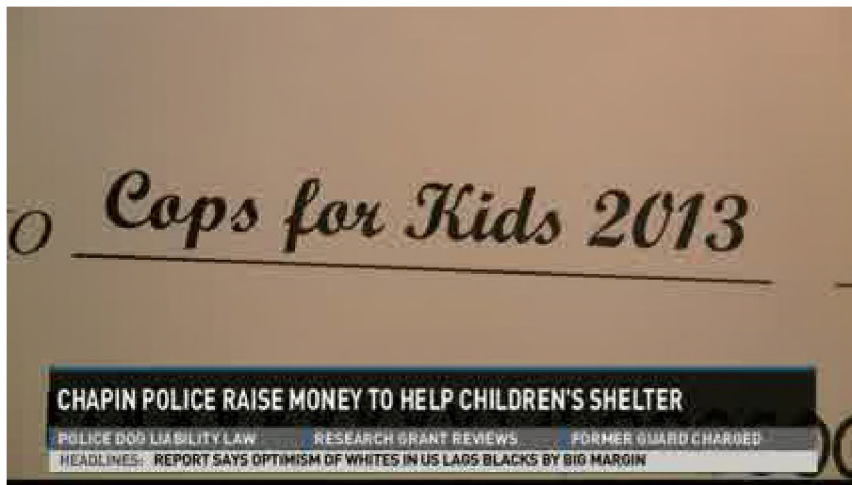 O Cops for Kids 2013
CHAPIN POLICE RAISE MONEY TO HELP CHILDREN'S SHELTER
POLICE DOG LIABILITY LAW RESEARCH GRANT REVIEWS FORMER GUARD CHARGED
HEADLINES: REPORT SAYS OPTIMISM OF WHITES IN US LAGS BLACKS BY BIG MARGIN